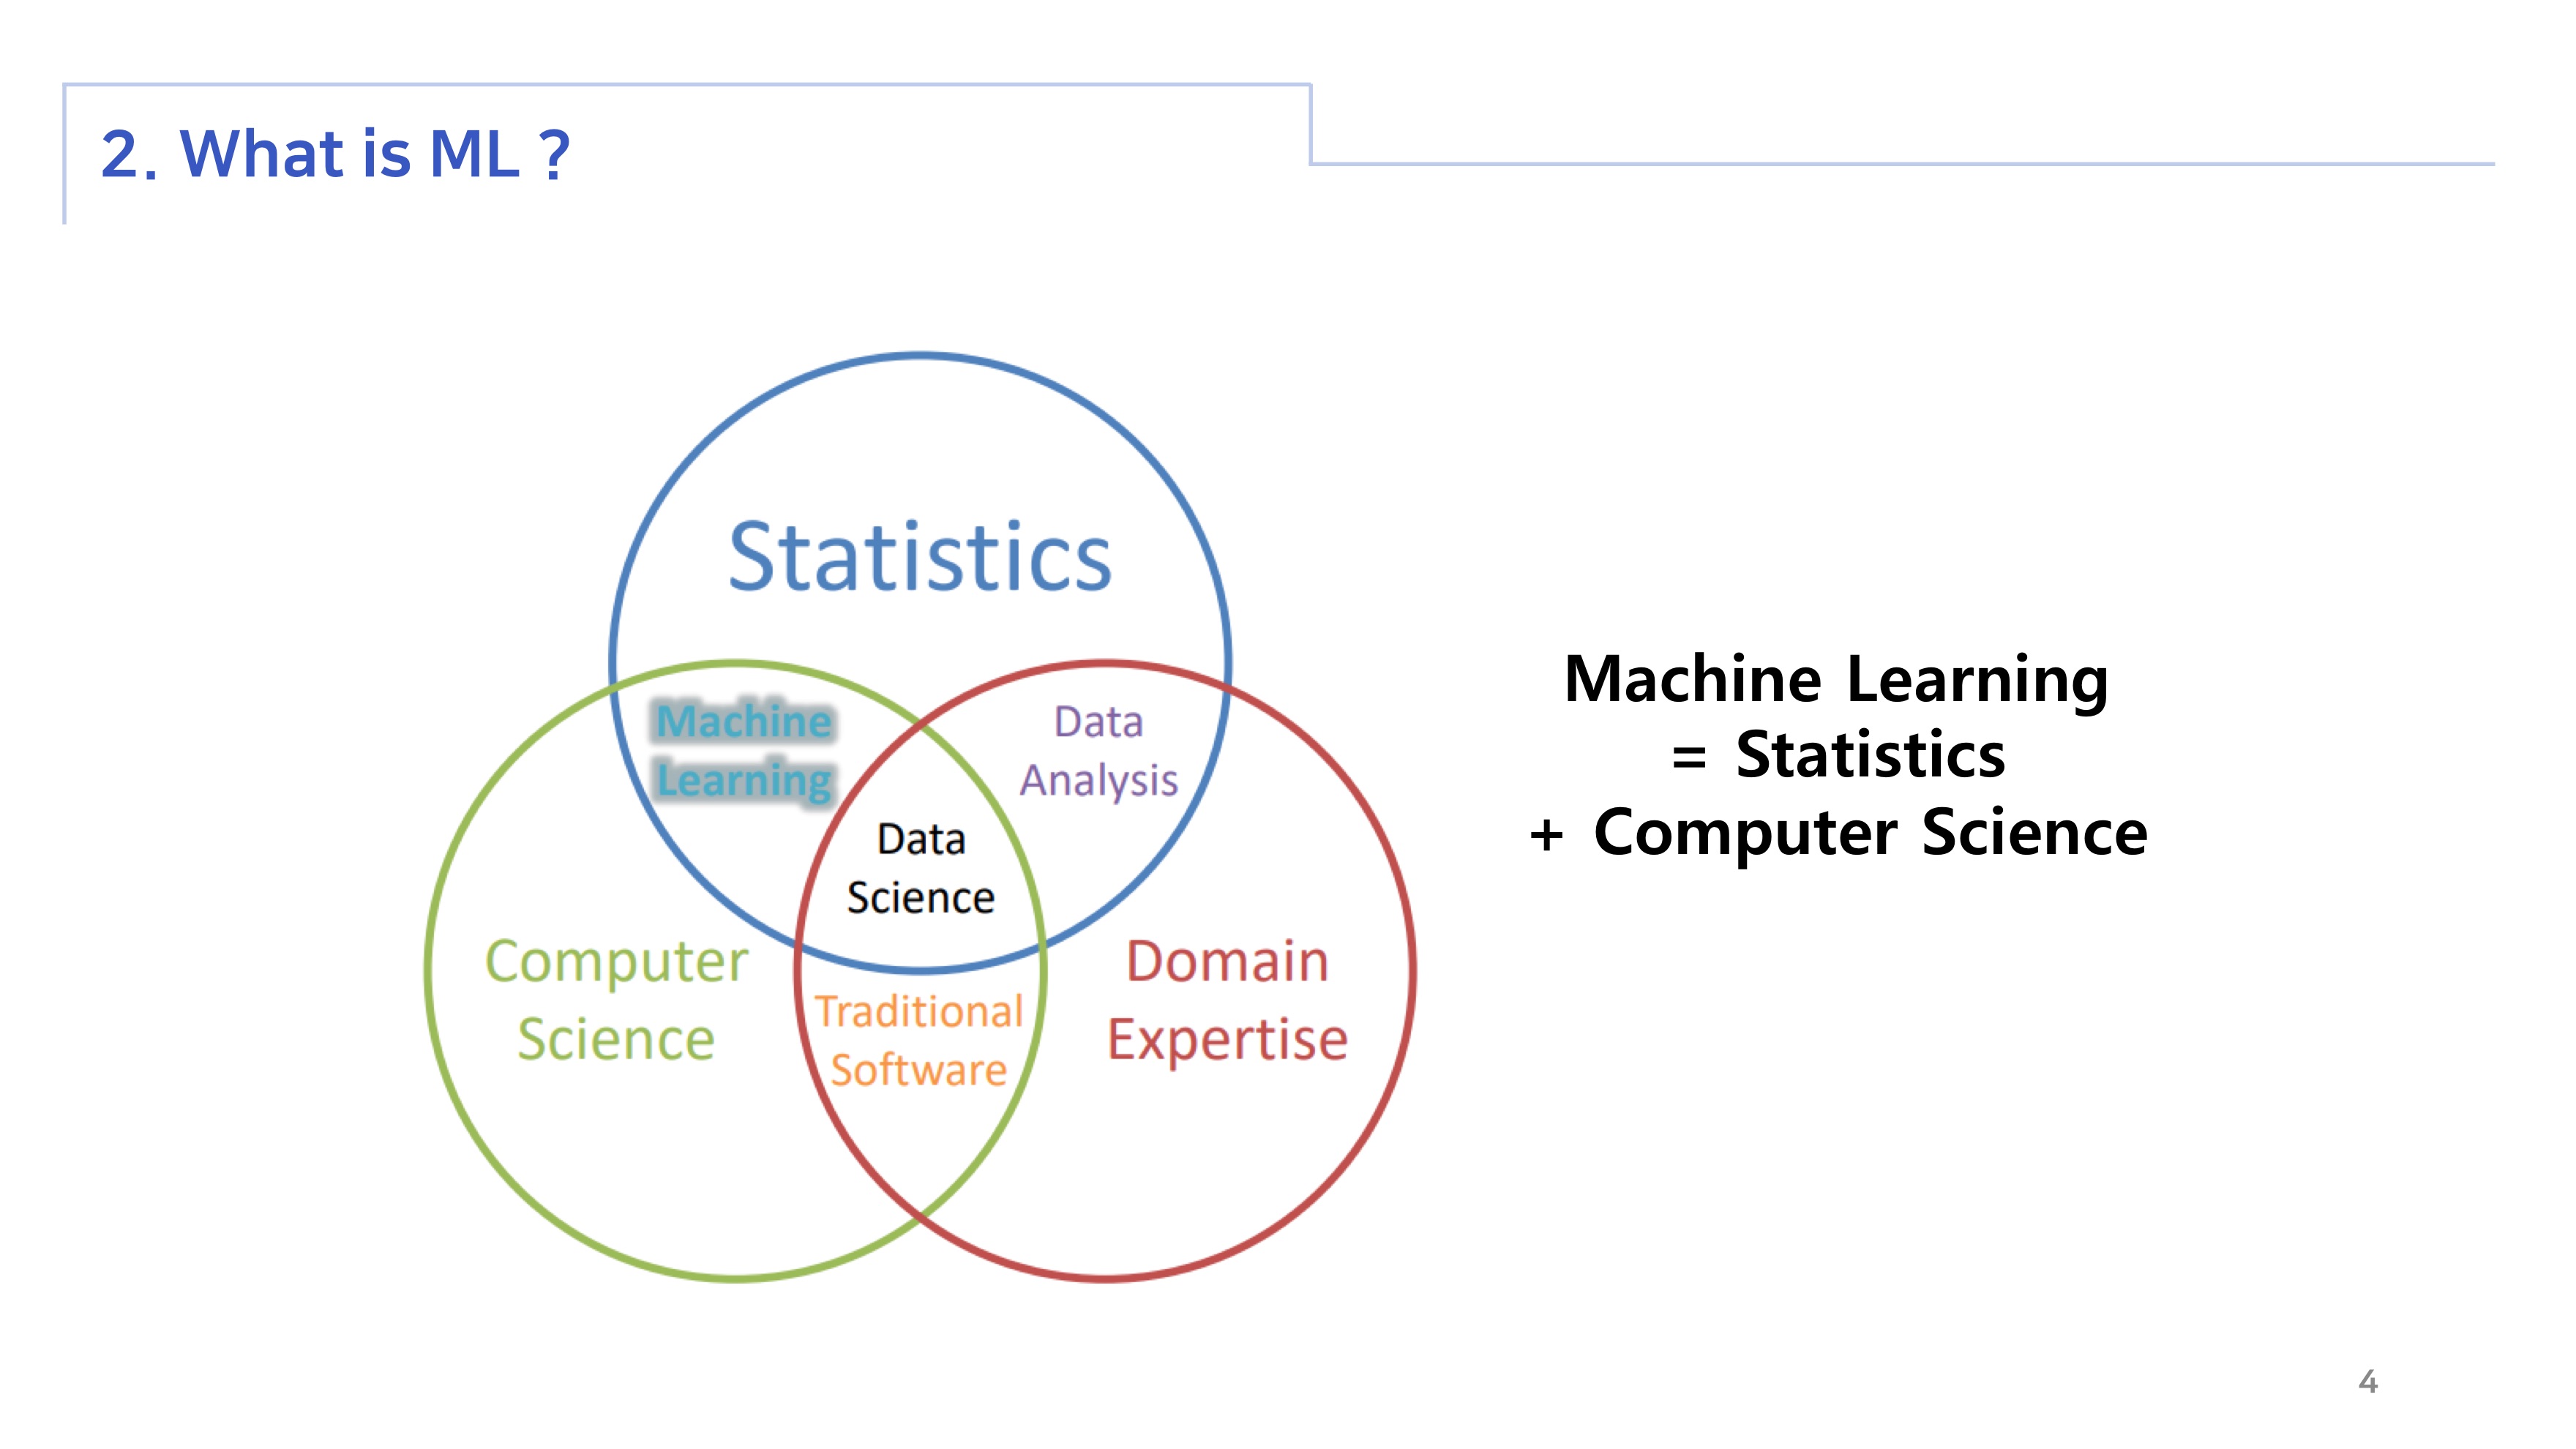 2. What is ML ?
Statistics
Machine
Learning
Data
Analysis
Data
Science
Computer
Science
Domain
Expertise
Traditional
Software
Machine Learning
= Statistics
+ Computer Science
4